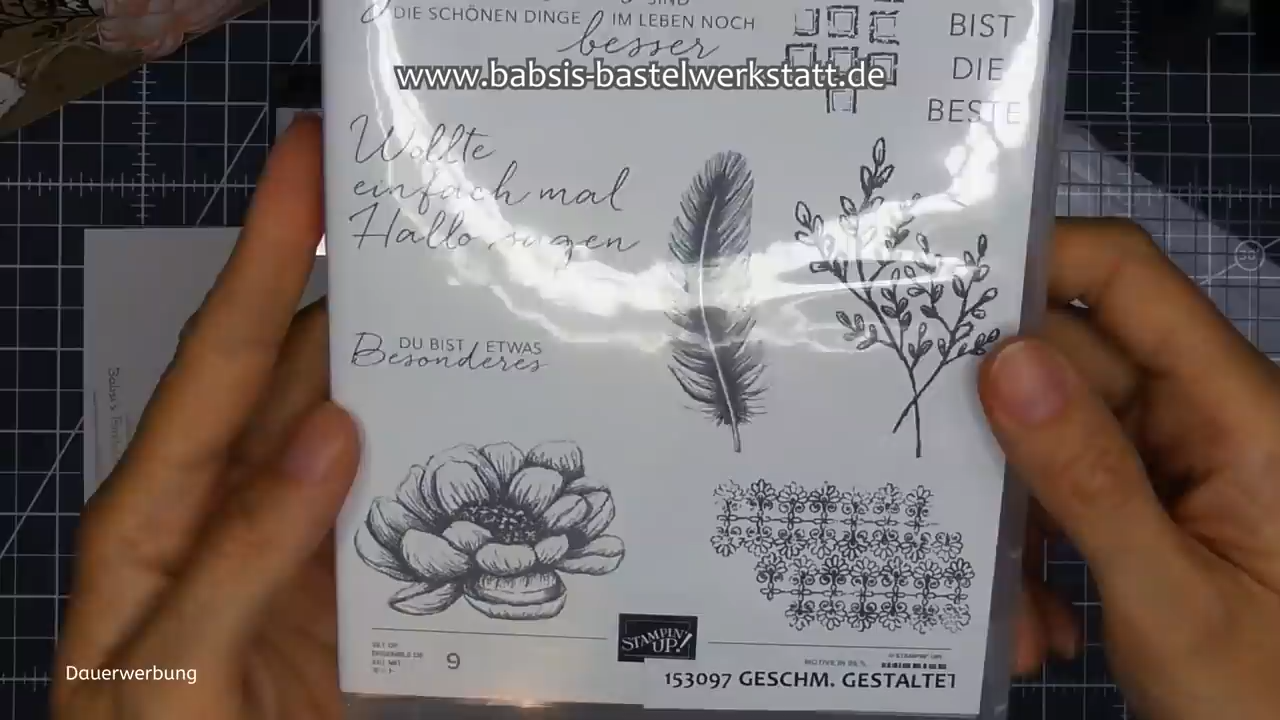 SIND
DIE SCHÖNEN DINGE IM LEBEN NOCH
besser
BIST
DIE
BESTE
www.babsis-bastelwerkstatt.de
Wollte
einfach mal
Hallo sagen
DU BIST ETWAS
Besonderes
STAMPIN' UP!
9
153097 GESCHM. GESTALTET
Dauerwerbung